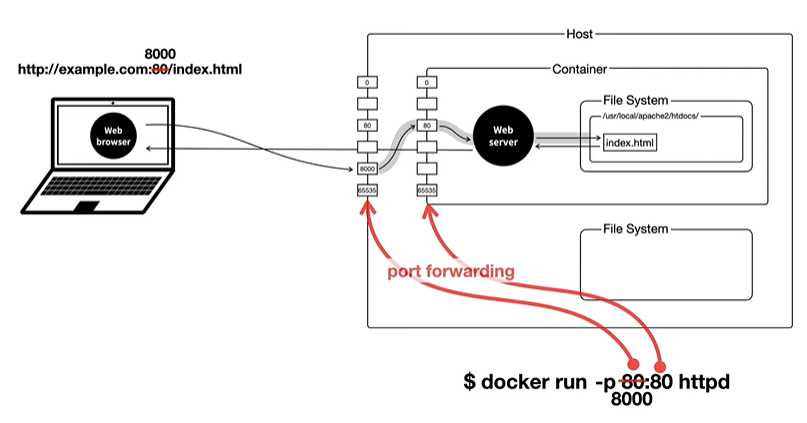 8000
http://example.com:80/index.html
Web
browser
Host
Container
0
80
8000
65535
0
80
65535
Web
server
File System
/usr/local/apache2/htdocs/
index.html
File System
port forwarding
$ docker run -p 80:80 httpd
8000